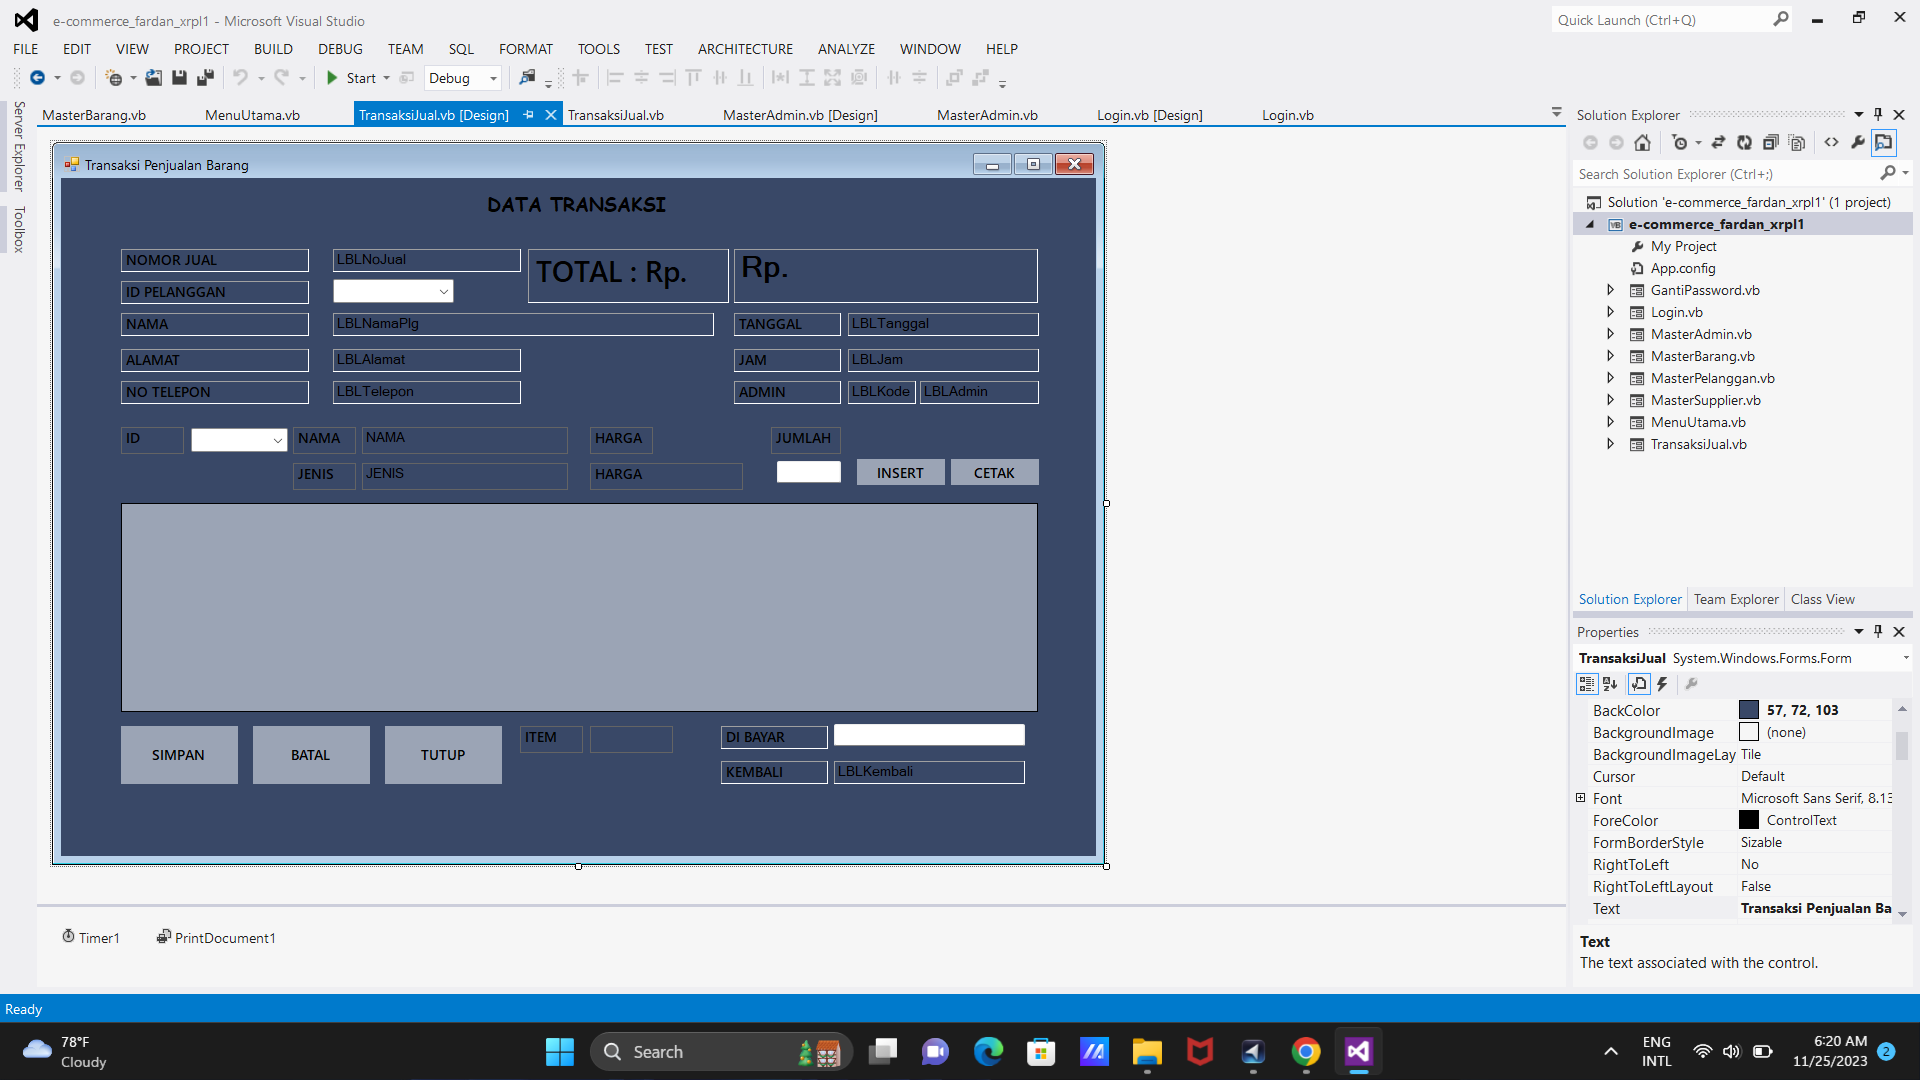 e-commerce_fardan_xrpl1 - Microsoft Visual Studio
Quick Launch (Ctrl+Q)
FILE EDIT VIEW PROJECT BUILD DEBUG TEAM SQL FORMAT TOOLS TEST ARCHITECTURE ANALYZE WINDOW HELP
Start Debug
Server Explorer
Toolbox
MasterBarang.vb MenuUtama.vb TransaksiJual.vb [Design] TransaksiJual.vb MasterAdmin.vb [Design] MasterAdmin.vb Login.vb [Design] Login.vb
Transaksi Penjualan Barang
DATA TRANSAKSI
NOMOR JUAL LBLNoJual TOTAL : Rp. Rp.
ID PELANGGAN
NAMA LBLNamaPlg TANGGAL LBLTanggal
ALAMAT LBLAlamat JAM LBLJam
NO TELEPON LBLTelepon ADMIN LBLKode LBLAdmin
ID NAMA NAMA HARGA JUMLAH
JENIS JENIS HARGA INSERT CETAK
SIMPAN BATAL TUTUP ITEM DI BAYAR
KEMBALI LBLKembali
Timer1 PrintDocument1
Solution Explorer
Search Solution Explorer (Ctrl+;)
Solution 'e-commerce_fardan_xrpl1' (1 project)
VB e-commerce_fardan_xrpl1
My Project
App.config
GantiPassword.vb
Login.vb
MasterAdmin.vb
MasterBarang.vb
MasterPelanggan.vb
MasterSupplier.vb
MenuUtama.vb
TransaksiJual.vb
Solution Explorer Team Explorer Class View
Properties
TransaksiJual System.Windows.Forms.Form
BackColor 57, 72, 103
BackgroundImage (none)
BackgroundImageLay Tile
Cursor Default
Font Microsoft Sans Serif, 8.13
ForeColor ControlText
FormBorderStyle Sizable
RightToLeft No
RightToLeftLayout False
Text Transaksi Penjualan Ba
Text
The text associated with the control.
Ready
78°F
Cloudy
Search
ENG
INTL
6:20 AM
11/25/2023
2